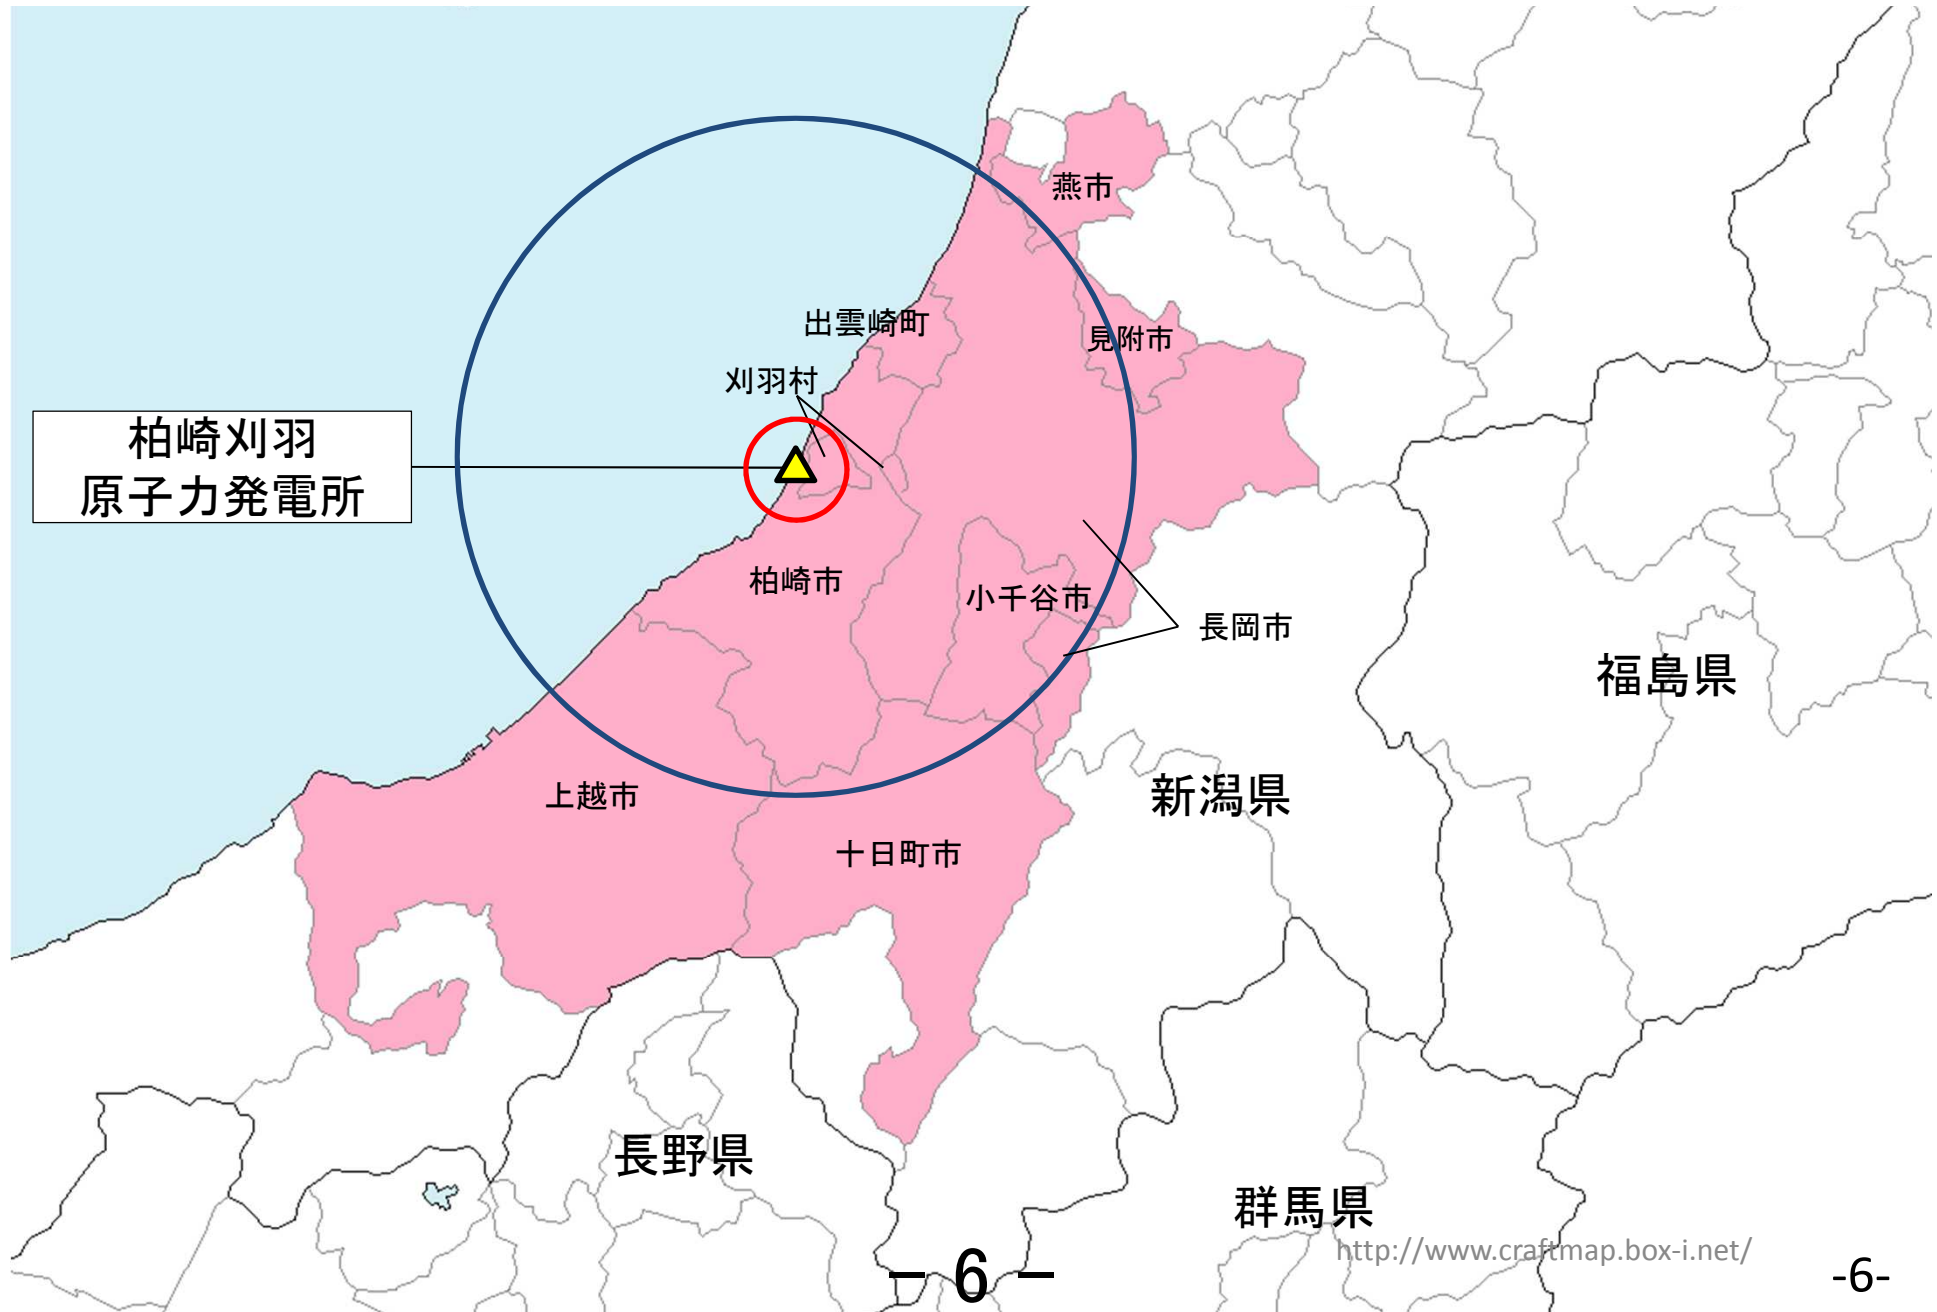 燕市
出雲崎町
見附市
刈羽村
柏崎刈羽
原子力発電所
柏崎市
小千谷市
長岡市
福島県
上越市
新潟県
十日町市
長野県
群馬県
http://www.craftmap.box-i.net/
− 6 −
-6-